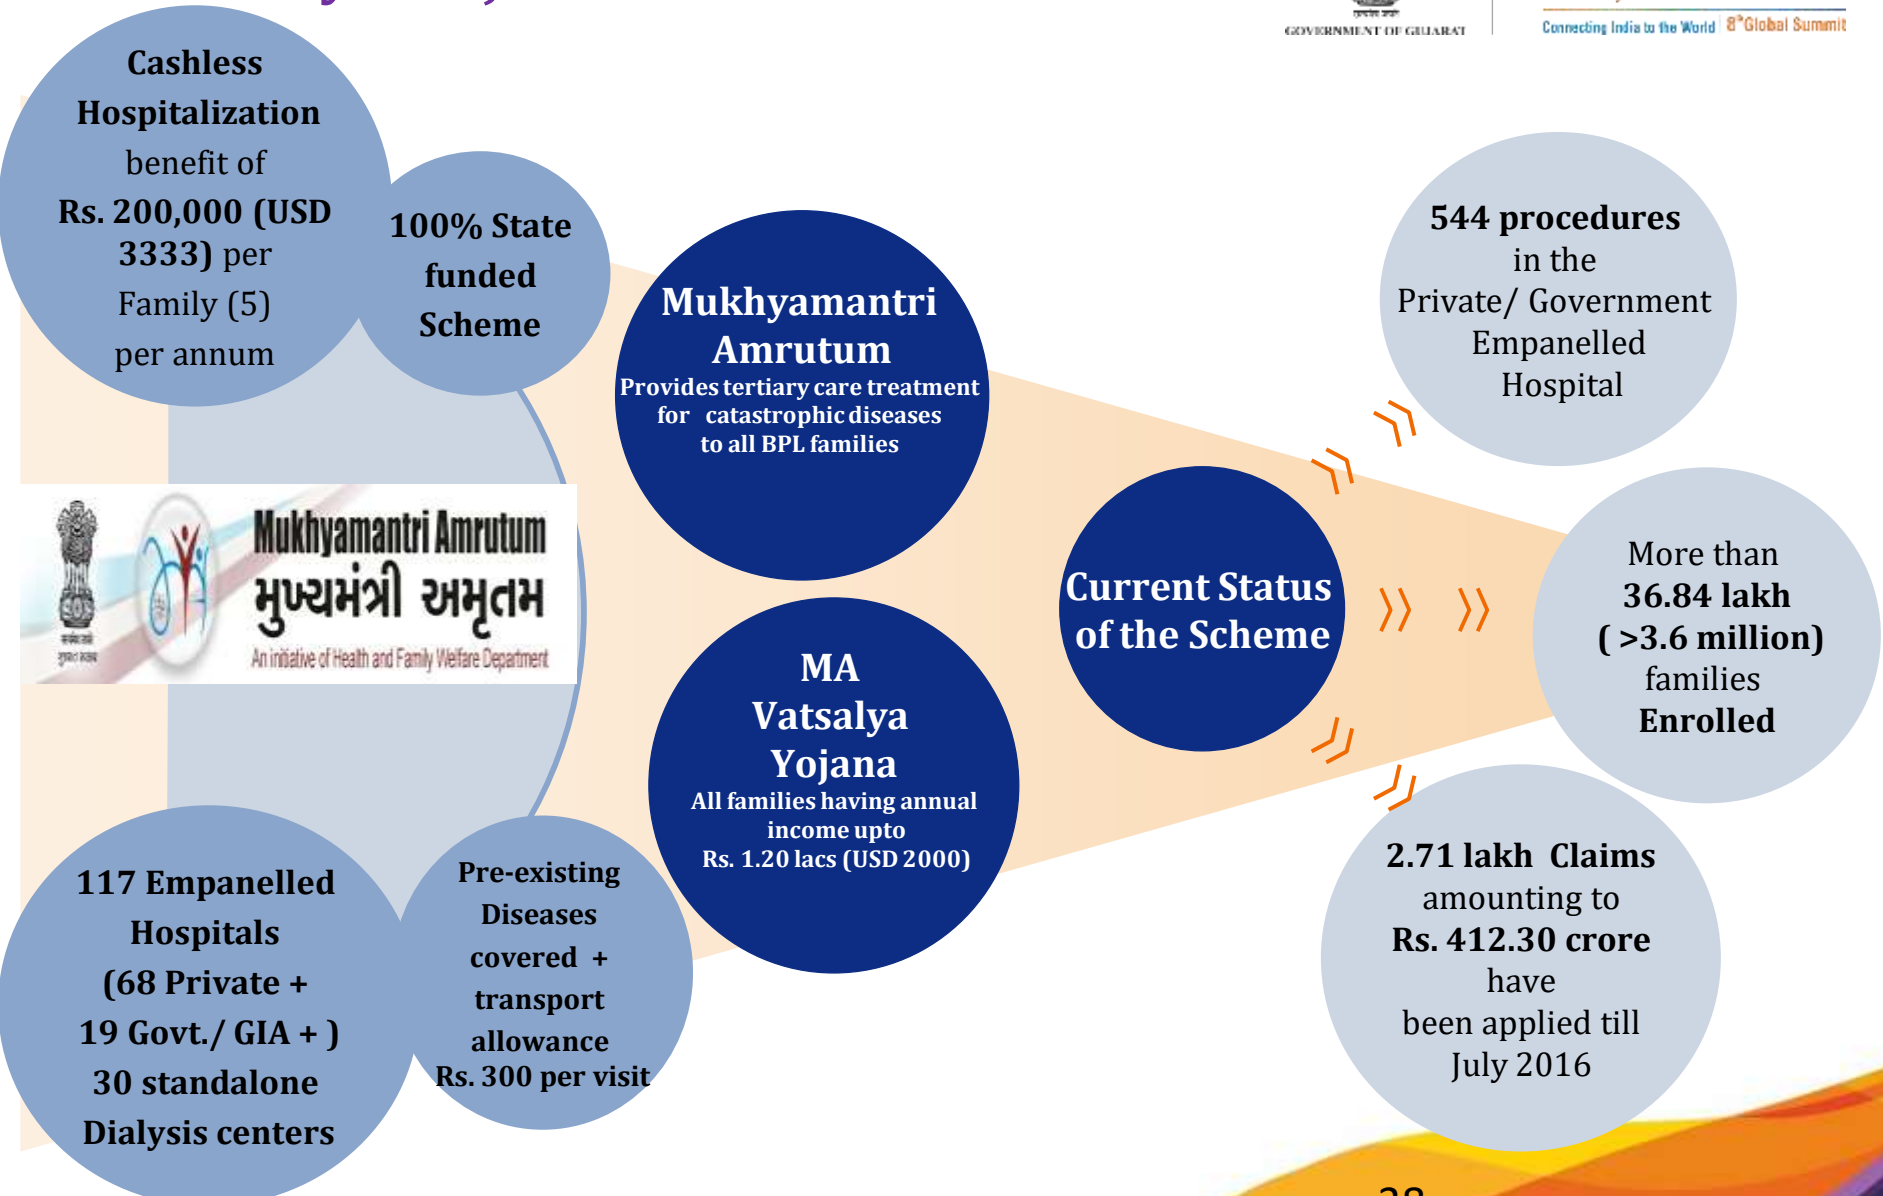 GOVERNMENT OF GUJARAT
Connecting India to the World 8th Global Summit
Cashless
Hospitalization
benefit of
Rs. 200,000 (USD
3333) per
Family (5)
per annum
100% State
funded
Scheme
Mukhyamantri Amrutum
મુખ્યમંત્રી અમૃતમ
An initiative of Health and Family Welfare Department
117 Empanelled
Hospitals
(68 Private +
19 Govt./ GIA + )
30 standalone
Dialysis centers
Pre-existing
Diseases
covered +
transport
allowance
Rs. 300 per visit
Mukhyamantri
Amrutum
Provides tertiary care treatment
for catastrophic diseases
to all BPL families
MA
Vatsalya
Yojana
All families having annual
income upto
Rs. 1.20 lacs (USD 2000)
Current Status
of the Scheme
544 procedures
in the
Private/ Government
Empanelled
Hospital
More than
36.84 lakh
( >3.6 million)
families
Enrolled
2.71 lakh Claims
amounting to
Rs. 412.30 crore
have
been applied till
July 2016